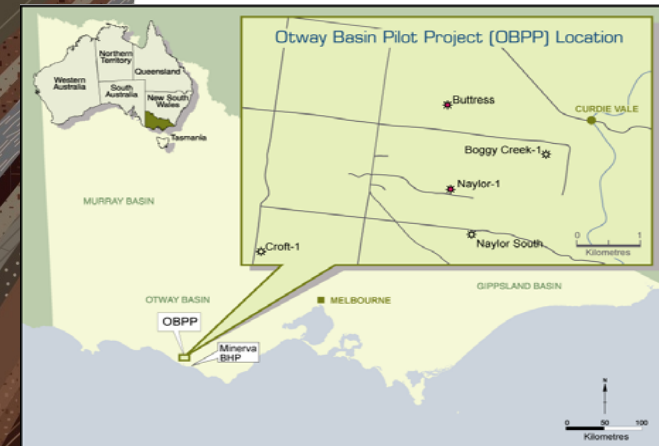 Otway Basin Pilot Project (OBPP) Location
Northern
Territory
Queensland
Western
Australia
South
Australia
New South
Wales
Tasmania
Buttress
CURDIE VALE
Boggy Creek-1
Naylor-1
Naylor South
Croft-1
0 1
Kilometres
MURRAY BASIN
OTWAY BASIN
MELBOURNE
GIPPSLAND BASIN
OBPP
Minerva
BHP
N
0 50 100
Kilometres